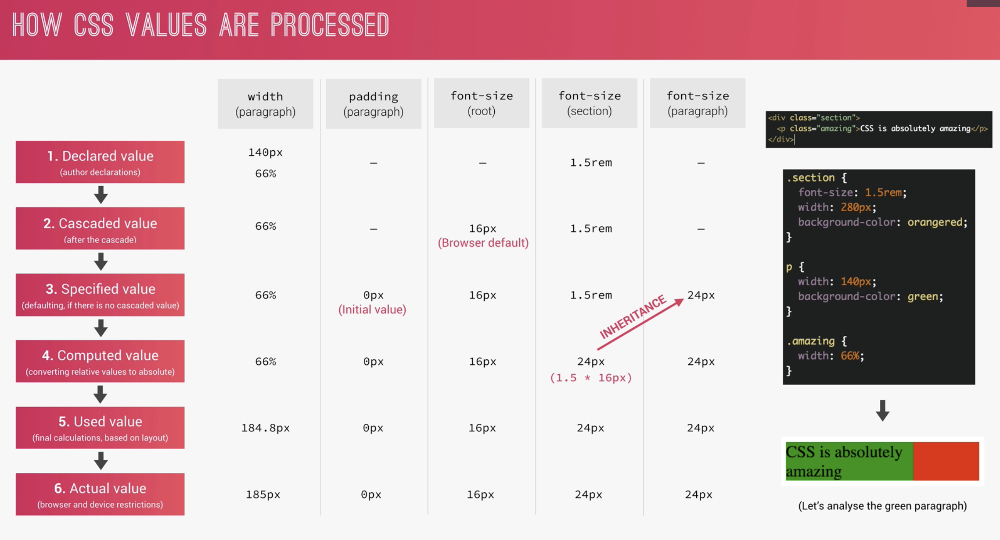 HOW CSS VALUES ARE PROCESSED
width
(paragraph)
padding
(paragraph)
font-size
(root)
font-size
(section)
font-size
(paragraph)
1. Declared value
(author declarations)
140px
66%
–
–
1.5rem
–
2. Cascaded value
(after the cascade)
66%
–
16px
(Browser default)
1.5rem
–
3. Specified value
(defaulting, if there is no cascaded value)
66%
0px
(Initial value)
16px
1.5rem
INHERITANCE
24px
4. Computed value
(converting relative values to absolute)
66%
0px
16px
24px
(1.5 * 16px)
24px
5. Used value
(final calculations, based on layout)
184.8px
0px
16px
24px
24px
6. Actual value
(browser and device restrictions)
185px
0px
16px
24px
24px
<div class="section">
<p class="amazing">CSS is absolutely amazing</p>
</div>
.section {
font-size: 1.5rem;
width: 280px;
background-color: orangered;
}
p {
width: 140px;
background-color: green;
}
.amazing {
width: 66%;
}
CSS is absolutely
amazing
(Let's analyse the green paragraph)